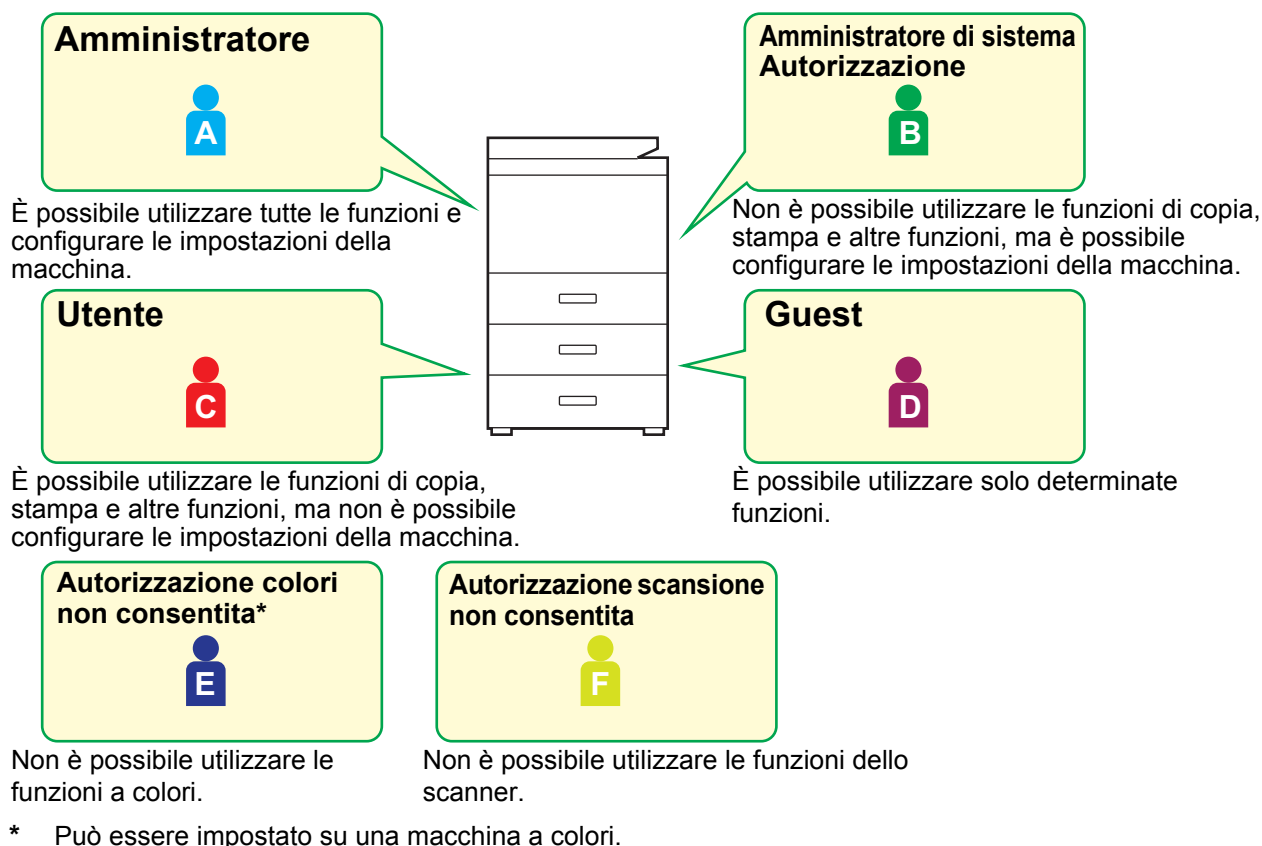 Amministratore
A
È possibile utilizzare tutte le funzioni e
configurare le impostazioni della
macchina.
Amministratore di sistema
Autorizzazione
B
Non è possibile utilizzare le funzioni di copia,
stampa e altre funzioni, ma è possibile
configurare le impostazioni della macchina.
Utente
C
È possibile utilizzare le funzioni di copia,
stampa e altre funzioni, ma non è possibile
configurare le impostazioni della macchina.
Guest
D
È possibile utilizzare solo determinate
funzioni.
Autorizzazione colori
non consentita*
E
Non è possibile utilizzare le
funzioni a colori.
Autorizzazione scansione
non consentita
F
Non è possibile utilizzare le funzioni dello
scanner.
* Può essere impostato su una macchina a colori.